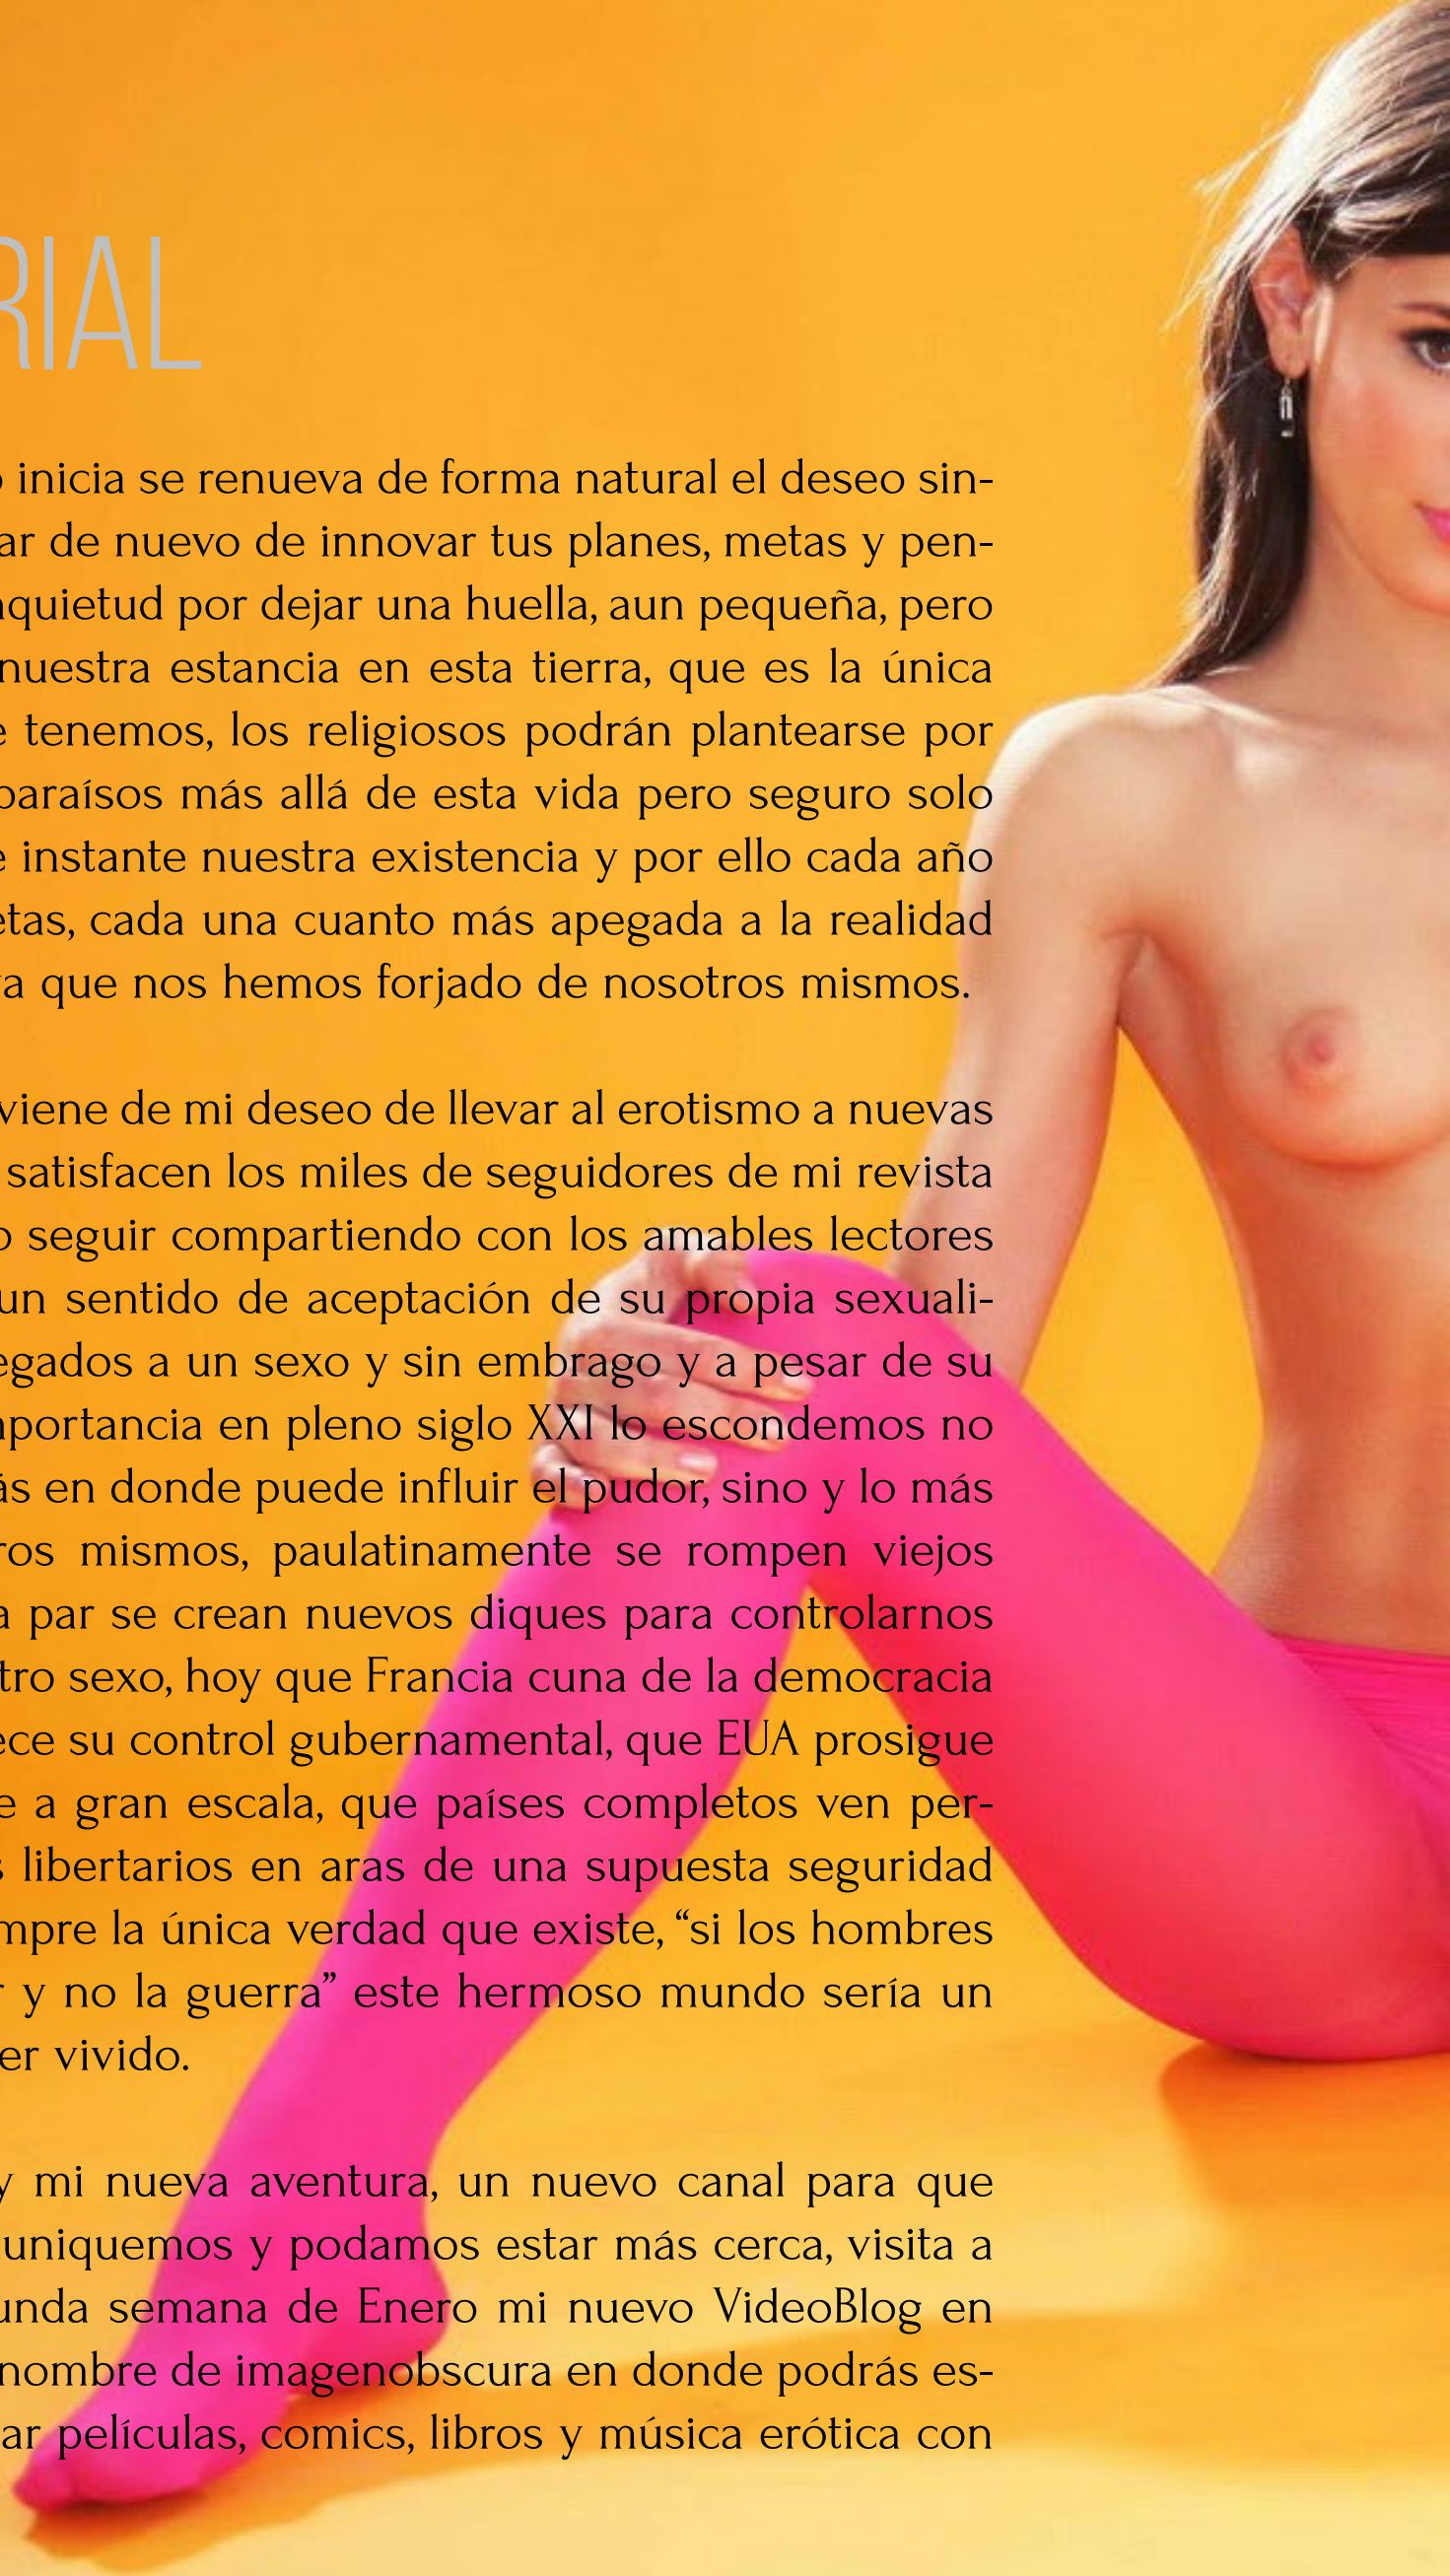 RIAL
inicia se renueva de forma natural el deseo sin-
ar de nuevo de innovar tus planes, metas y pen-
nquietud por dejar una huella, aun pequeña, pero
nuestra estancia en esta tierra, que es la única
e tenemos, los religiosos podrán plantearse por
paraísos más allá de esta vida pero seguro solo
e instante nuestra existencia y por ello cada año
etas, cada una cuanto más apegada a la realidad
va que nos hemos forjado de nosotros mismos.
viene de mi deseo de llevar al erotismo a nuevas
satisfacen los miles de seguidores de mi revista
o seguir compartiendo con los amables lectores
un sentido de aceptación de su propia sexuali-
egados a un sexo y sin embrago y a pesar de su
mportancia en pleno siglo XXI lo escondemos no
ás en donde puede influir el pudor, sino y lo más
ros mismos, paulatinamente se rompen viejos
a par se crean nuevos diques para controlarnos
tro sexo, hoy que Francia cuna de la democracia
ece su control gubernamental, que EUA prosigue
e a gran escala, que países completos ven per-
s libertarios en aras de una supuesta seguridad
mpre la única verdad que existe, “si los hombres
r y no la guerra” este hermoso mundo sería un
er vivido.
y mi nueva aventura, un nuevo canal para que
uniquemos y podamos estar más cerca, visita a
unda semana de Enero mi nuevo VideoBlog en
nombre de imagenobscura en donde podrás es-
ar películas, comics, libros y música erótica con